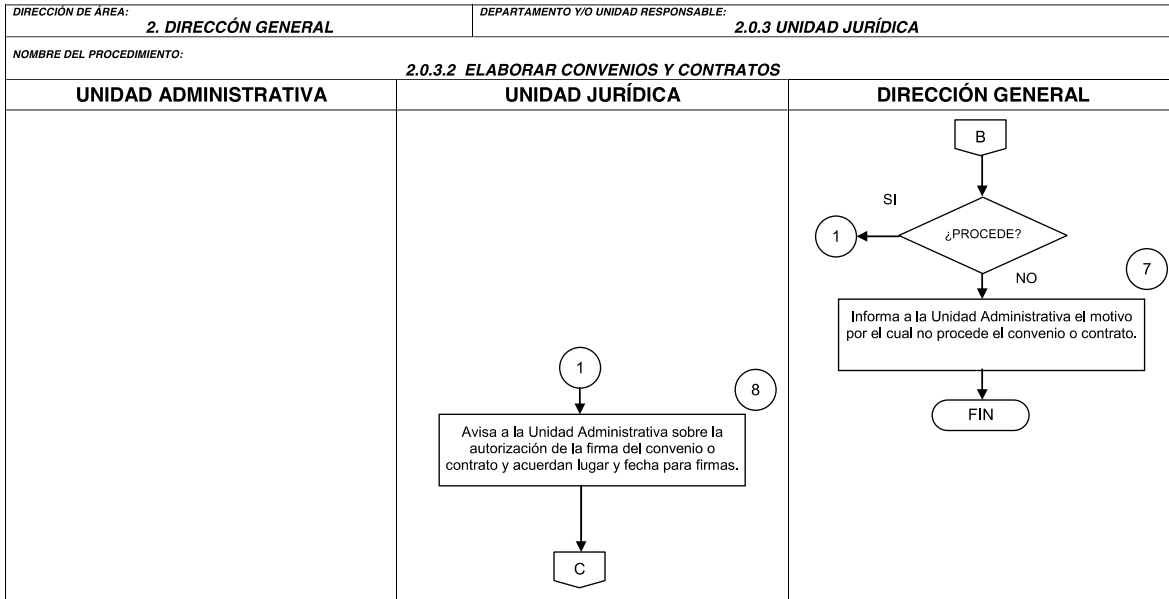 DIRECCIÓN DE ÁREA:
2. DIRECCÓN GENERAL
DEPARTAMENTO Y/O UNIDAD RESPONSABLE:
2.0.3 UNIDAD JURÍDICA
NOMBRE DEL PROCEDIMIENTO:
2.0.3.2 ELABORAR CONVENIOS Y CONTRATOS
UNIDAD ADMINISTRATIVA
UNIDAD JURÍDICA
DIRECCIÓN GENERAL
B
SI
¿PROCEDE?
1
NO
7
Informa a la Unidad Administrativa el motivo
por el cual no procede el convenio o contrato.
FIN
1
8
Avisa a la Unidad Administrativa sobre la
autorización de la firma del convenio o
contrato y acuerdan lugar y fecha para firmas.
C